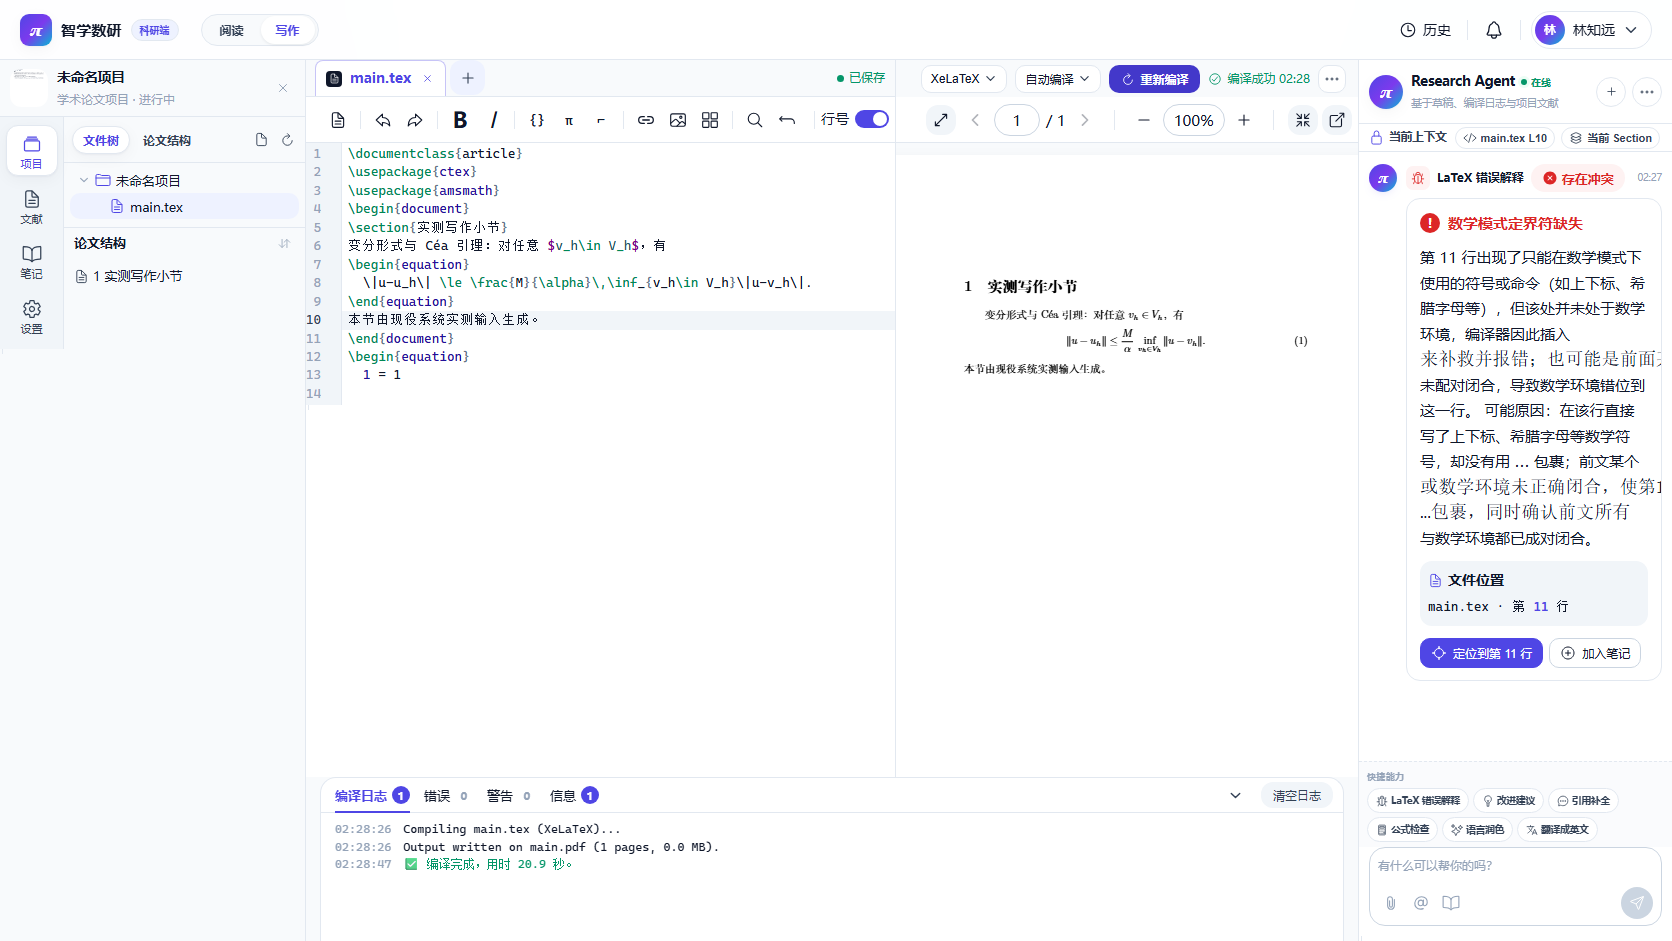 π 智学数研 科研端 阅读 写作 历史 林 林知远
未命名项目
学术论文项目 · 进行中
项目
文献
笔记
设置
文件树 论文结构
未命名项目
main.tex
论文结构
1 实测写作小节
main.tex × + 已保存
B I {} π ⌐ 行号
1 \documentclass{article}
2 \usepackage{ctex}
3 \usepackage{amsmath}
4 \begin{document}
5 \section{实测写作小节}
6 变分形式与 Céa 引理：对任意 $v_h\in V_h$，有
7 \begin{equation}
8 \|u-u_h\| \le \frac{M}{\alpha}\,\inf_{v_h\in V_h}\|u-v_h\|.
9 \end{equation}
10 本节由现役系统实测输入生成。
11 \end{document}
12 \begin{equation}
13 1 = 1
14
XeLaTeX 自动编译 重新编译 编译成功 02:28
1 / 1 100%
1 实测写作小节
变分形式与 Céa 引理：对任意 v_h ∈ V_h，有
‖u − u_h‖ ≤ M/α inf_{v_h∈V_h} ‖u − v_h‖. (1)
本节由现役系统实测输入生成。
编译日志 1 错误 0 警告 0 信息 1 清空日志
02:28:26 Compiling main.tex (XeLaTeX)...
02:28:26 Output written on main.pdf (1 pages, 0.0 MB).
02:28:47 ✅ 编译完成，用时 20.9 秒。
π Research Agent 在线
基于草稿、编译日志与项目文献
当前上下文 </> main.tex L10 当前 Section
π LaTeX 错误解释 存在冲突 02:27
数学模式定界符缺失
第 11 行出现了只能在数学模式下
使用的符号或命令（如上下标、希
腊字母等），但该处并未处于数学
环境，编译器因此插入
来补救并报错；也可能是前面
未配对闭合，导致数学环境错位到
这一行。 可能原因：在该行直接
写了上下标、希腊字母等数学符
号，却没有用 ... 包裹；前文某个
或数学环境未正确闭合，使第1
...包裹，同时确认前文所有
与数学环境都已成对闭合。
文件位置
main.tex · 第 11 行
定位到第 11 行 加入笔记
快捷能力
LaTeX 错误解释 改进建议 引用补全
公式检查 语言润色 翻译成英文
有什么可以帮你的吗?
@